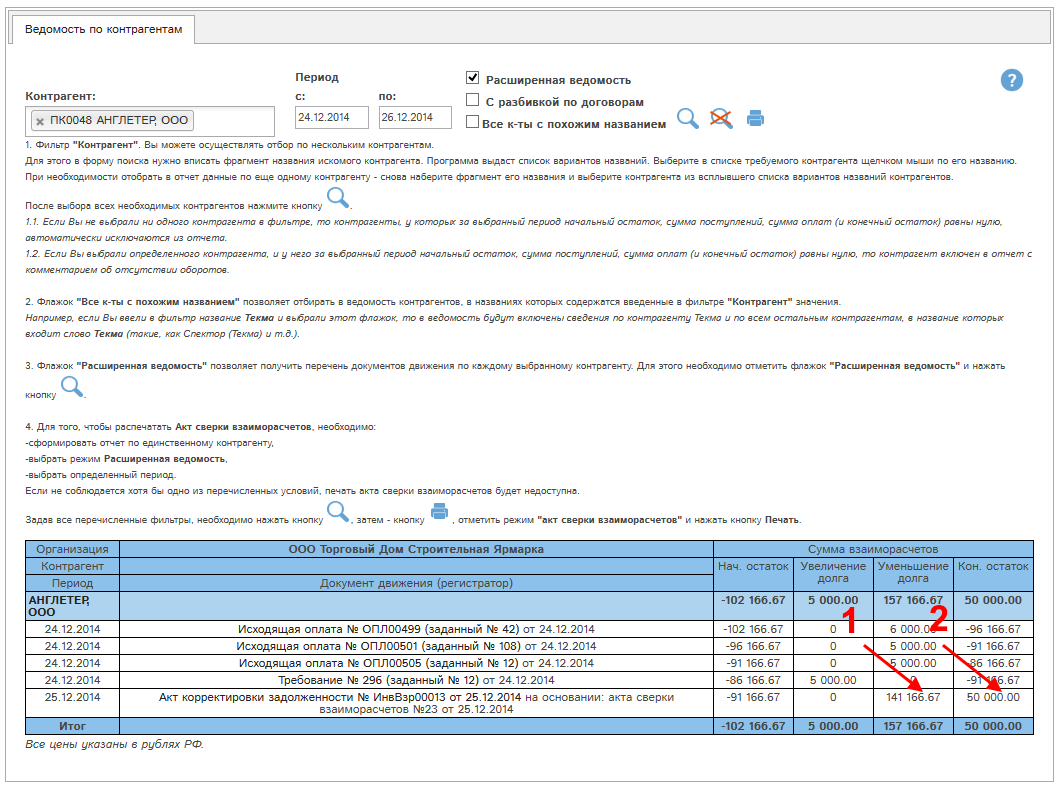 Ведомость по контрагентам
Период
Расширенная ведомость
?
Контрагент:
с:
по:
С разбивкой по договорам
× ПК0048 АНГЛЕТЕР, ООО
24.12.2014
26.12.2014
Все к-ты с похожим названием
1. Фильтр "Контрагент". Вы можете осуществлять отбор по нескольким контрагентам.
Для этого в форму поиска нужно вписать фрагмент названия искомого контрагента. Программа выдаст список вариантов названий. Выберите в списке требуемого контрагента щелчком мыши по его названию.
При необходимости отобрать в отчет данные по еще одному контрагенту - снова наберите фрагмент его названия и выберите контрагента из всплывшего списка вариантов названий контрагентов.
После выбора всех необходимых контрагентов нажмите кнопку .
1.1. Если Вы не выбрали ни одного контрагента в фильтре, то контрагенты, у которых за выбранный период начальный остаток, сумма поступлений, сумма оплат (и конечный остаток) равны нулю,
автоматически исключаются из отчета.
1.2. Если Вы выбрали определенного контрагента, и у него за выбранный период начальный остаток, сумма поступлений, сумма оплат (и конечный остаток) равны нулю, то контрагент включен в отчет с
комментарием об отсутствии оборотов.
2. Флажок "Все к-ты с похожим названием" позволяет отбирать в ведомость контрагентов, в названиях которых содержатся введенные в фильтре "Контрагент" значения.
Например, если Вы ввели в фильтр название Текма и выбрали этот флажок, то в ведомость будут включены сведения по контрагенту Текма и по всем остальным контрагентам, в название которых
входит слово Текма (такие, как Спектор (Текма) и т.д.).
3. Флажок "Расширенная ведомость" позволяет получить перечень документов движения по каждому выбранному контрагенту. Для этого необходимо отметить флажок "Расширенная ведомость" и нажать
кнопку .
4. Для того, чтобы распечатать Акт сверки взаиморасчетов, необходимо:
-сформировать отчет по единственному контрагенту,
-выбрать режим Расширенная ведомость,
-выбрать определенный период.
Если не соблюдается хотя бы одно из перечисленных условий, печать акта сверки взаиморасчетов будет недоступна.
Задав все перечисленные фильтры, необходимо нажать кнопку , затем - кнопку , отметить режим "акт сверки взаиморасчетов" и нажать кнопку Печать.
Организация ООО Торговый Дом Строительная Ярмарка Сумма взаиморасчетов
Контрагент Нач. остаток Увеличение долга Уменьшение долга Кон. остаток
Период Документ движения (регистратор)
АНГЛЕТЕР, ООО -102 166.67 5 000.00 157 166.67 50 000.00
24.12.2014 Исходящая оплата № ОПЛ00499 (заданный № 42) от 24.12.2014 -102 166.67 0 6 000.00 -96 166.67
24.12.2014 Исходящая оплата № ОПЛ00501 (заданный № 108) от 24.12.2014 -96 166.67 0 5 000.00 -91 166.67
24.12.2014 Исходящая оплата № ОПЛ00505 (заданный № 12) от 24.12.2014 -91 166.67 0 5 000.00 -86 166.67
24.12.2014 Требование № 296 (заданный № 12) от 24.12.2014 -86 166.67 5 000.00 0 -91 166.67
25.12.2014 Акт корректировки задолженности № ИнвВзр00013 от 25.12.2014 на основании: акта сверки -91 166.67 0 141 166.67 50 000.00
взаиморасчетов №23 от 25.12.2014
Итог -102 166.67 5 000.00 157 166.67 50 000.00
1
2
Все цены указаны в рублях РФ.